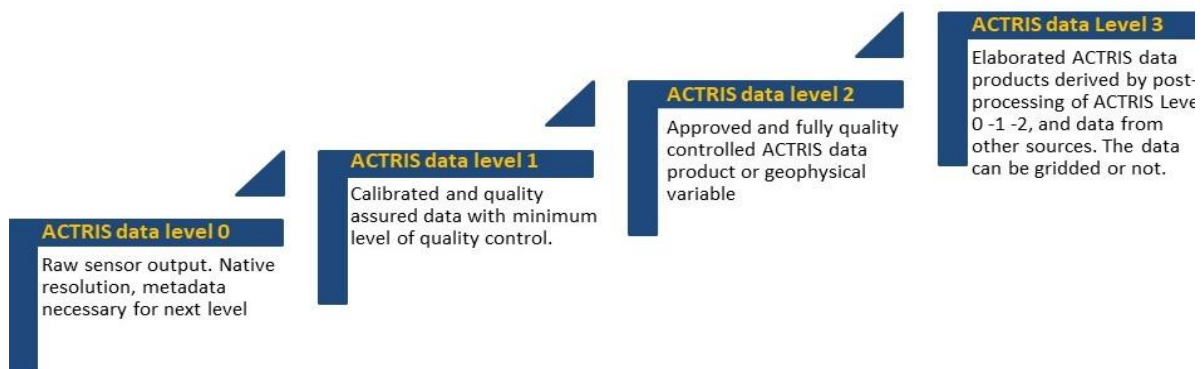 ACTRIS data level 0
Raw sensor output. Native
resolution, metadata
necessary for next level
ACTRIS data level 1
Calibrated and quality
assured data with minimum
level of quality control.
ACTRIS data level 2
Approved and fully quality
controlled ACTRIS data
product or geophysical
variable
ACTRIS data Level 3
Elaborated ACTRIS data
products derived by post-
processing of ACTRIS Leve
0 -1 -2, and data from
other sources. The data
can be gridded or not.